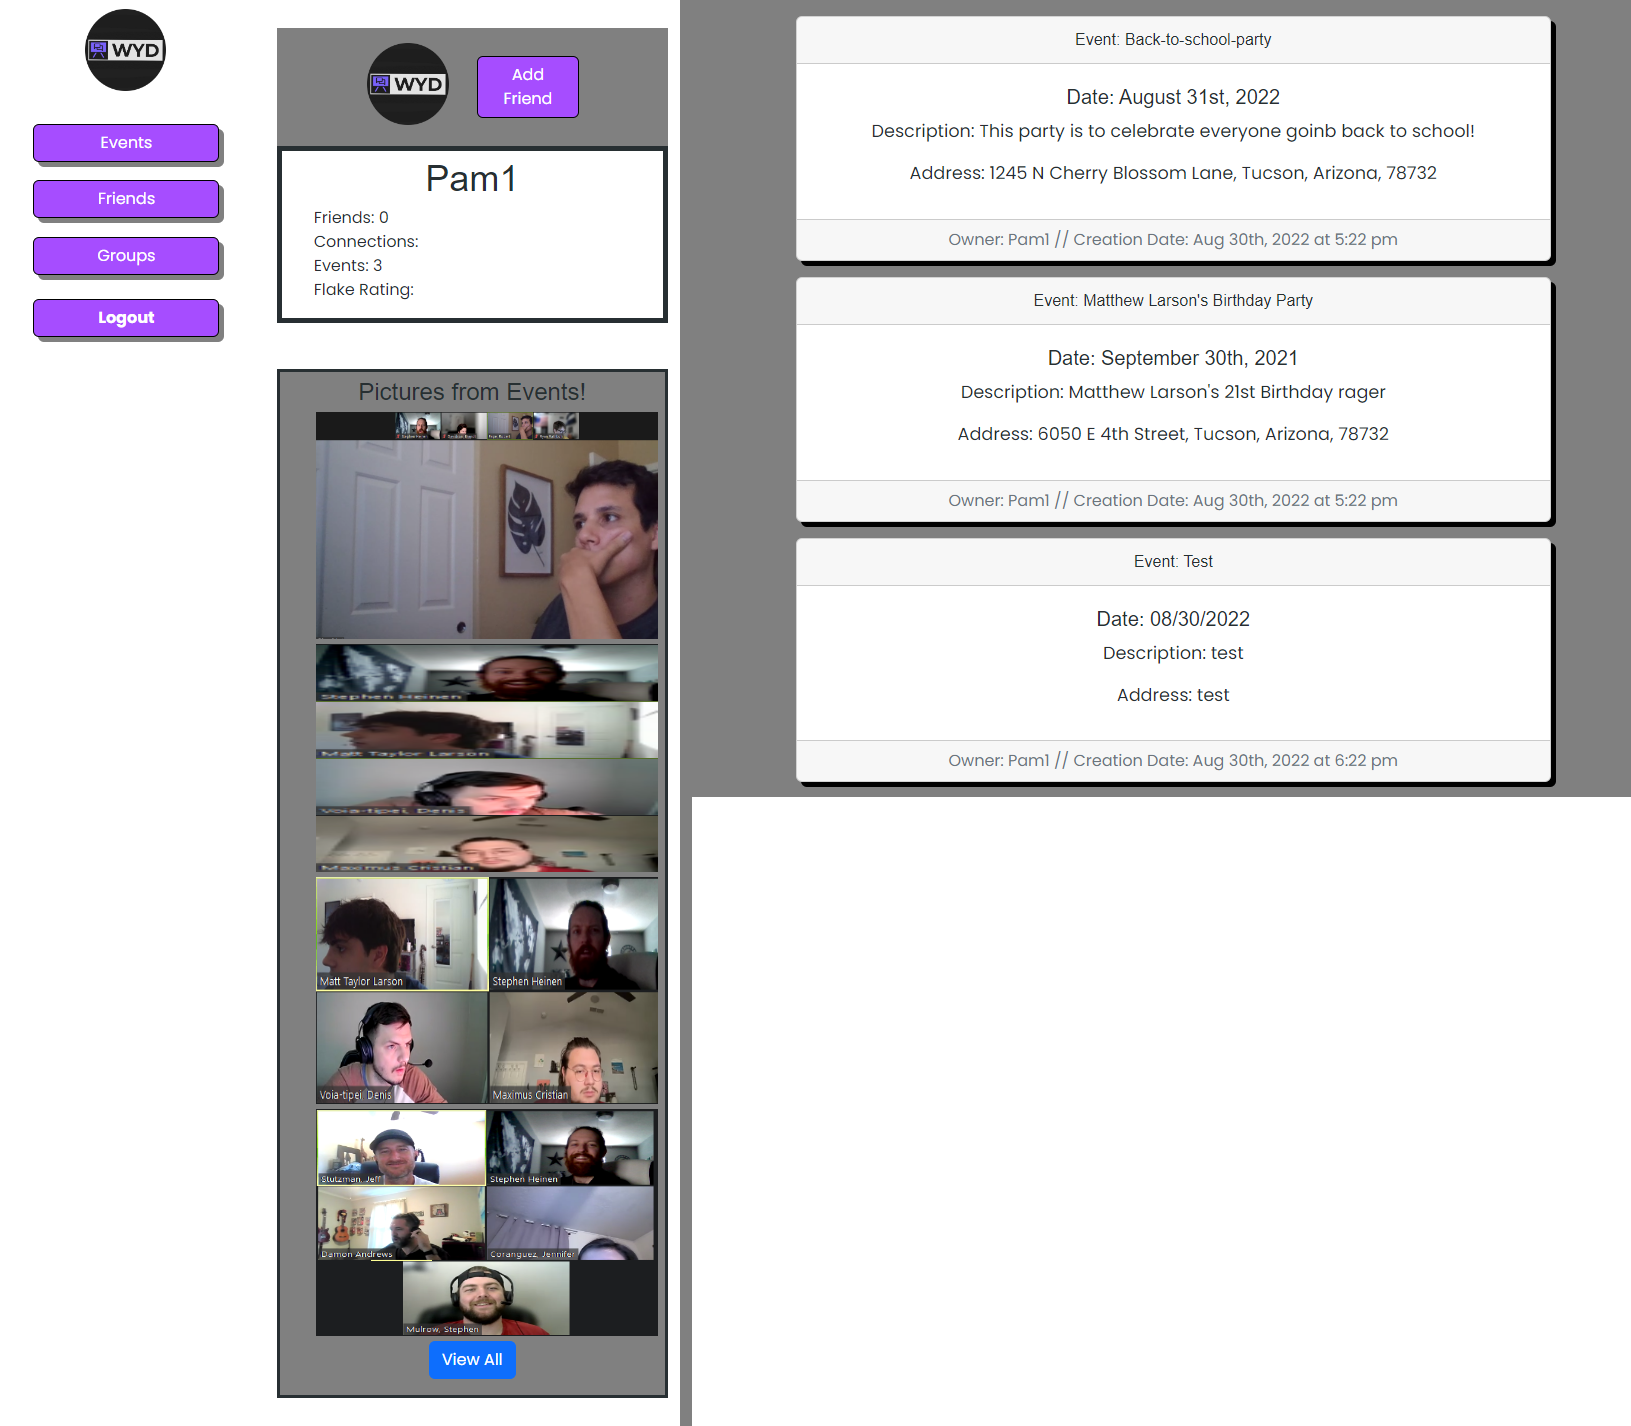 WYD
Events
Friends
Groups
Logout
WYD
Add
Friend
Pam1
Friends: 0
Connections:
Events: 3
Flake Rating:
Pictures from Events!
Stephen Heinen
Matt Taylor Larson
Voia-tipei, Denis
Maximus Cristian
Matt Taylor Larson
Stephen Heinen
Voia-tipei, Denis
Maximus Cristian
Stutzman, Jeff
Stephen Heinen
Damon Andrews
Coranguez, Jennifer
Mulrow, Stephen
View All
Event: Back-to-school-party
Date: August 31st, 2022
Description: This party is to celebrate everyone goinb back to school!
Address: 1245 N Cherry Blossom Lane, Tucson, Arizona, 78732
Owner: Pam1 // Creation Date: Aug 30th, 2022 at 5:22 pm
Event: Matthew Larson's Birthday Party
Date: September 30th, 2021
Description: Matthew Larson's 21st Birthday rager
Address: 6050 E 4th Street, Tucson, Arizona, 78732
Owner: Pam1 // Creation Date: Aug 30th, 2022 at 5:22 pm
Event: Test
Date: 08/30/2022
Description: test
Address: test
Owner: Pam1 // Creation Date: Aug 30th, 2022 at 6:22 pm